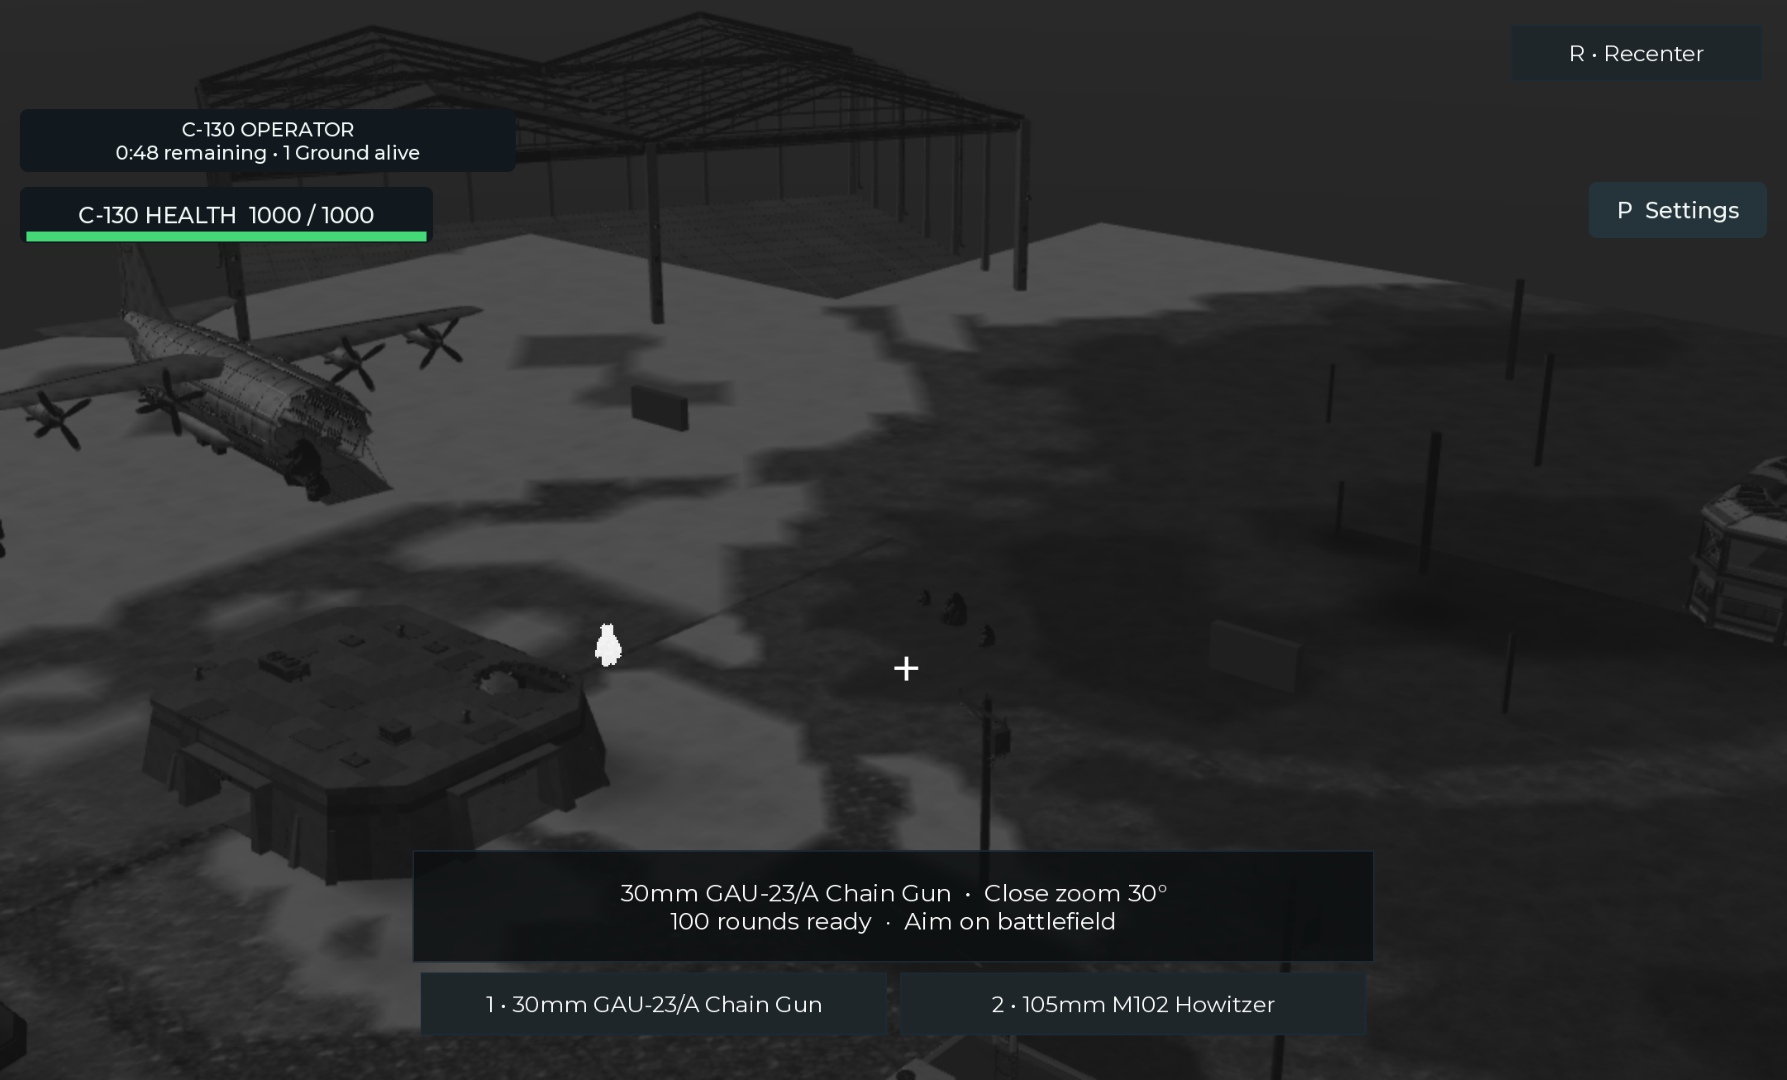 R • Recenter
C-130 OPERATOR
0:48 remaining • 1 Ground alive
C-130 HEALTH 1000 / 1000
P Settings
30mm GAU-23/A Chain Gun • Close zoom 30°
100 rounds ready · Aim on battlefield
1 • 30mm GAU-23/A Chain Gun
2 • 105mm M102 Howitzer